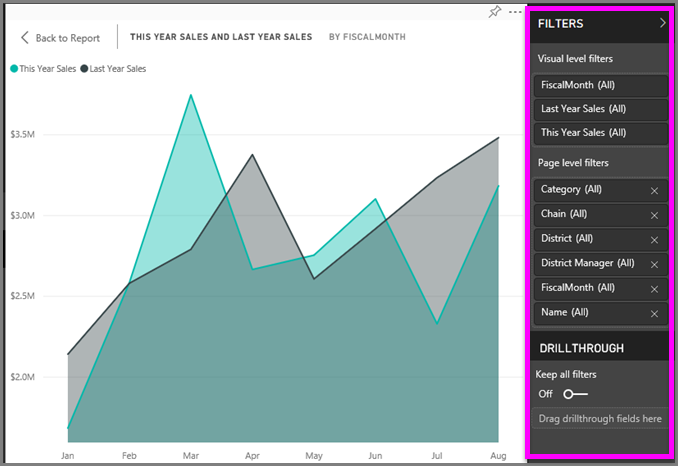 Back to Report
THIS YEAR SALES AND LAST YEAR SALES BY FISCALMONTH
This Year Sales Last Year Sales
$3.5M
$3.0M
$2.5M
$2.0M
Jan Feb Mar Apr May Jun Jul Aug
FILTERS
Visual level filters
FiscalMonth (All)
Last Year Sales (All)
This Year Sales (All)
Page level filters
Category (All)
Chain (All)
District (All)
District Manager (All)
FiscalMonth (All)
Name (All)
DRILLTHROUGH
Keep all filters
Off
Drag drillthrough fields here